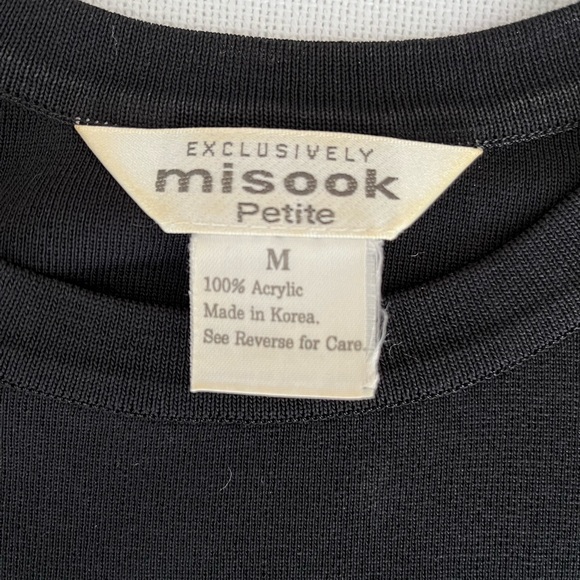 EXCLUSIVELY
misook
Petite
M
100% Acrylic
Made in Korea.
See Reverse for Care.